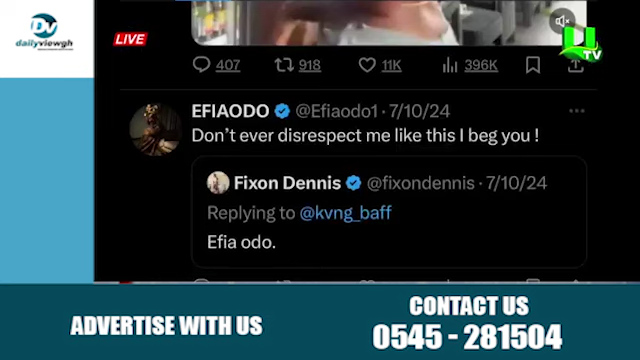 Dv
dailyviewgh
LIVE
U
TV
407 918 11K 396K
EFIAODO @Efiaodo1 · 7/10/24 ...
Don't ever disrespect me like this I beg you !
Fixon Dennis @fixondennis · 7/10/24
Replying to @kvng_baff
Efia odo.
ADVERTISE WITH US
CONTACT US
0545 - 281504